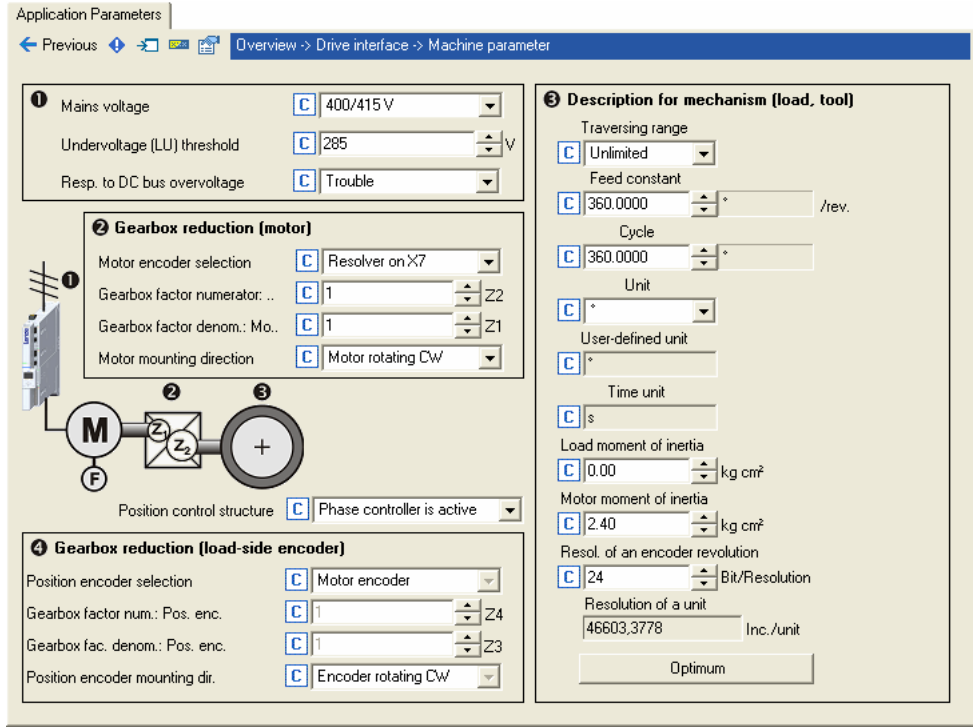 Application Parameters
Previous Overview -> Drive interface -> Machine parameter
❶ Mains voltage C 400/415 V
Undervoltage (LU) threshold C 285 V
Resp. to DC bus overvoltage C Trouble
❷ Gearbox reduction (motor)
Motor encoder selection C Resolver on X7
Gearbox factor numerator: .. C 1 Z2
Gearbox factor denom.: Mo.. C 1 Z1
Motor mounting direction C Motor rotating CW
❶
❷ ❸
M Z1 Z2
F
Position control structure C Phase controller is active
❹ Gearbox reduction (load-side encoder)
Position encoder selection C Motor encoder
Gearbox factor num.: Pos. enc. C 1 Z4
Gearbox fac. denom.: Pos. enc. C 1 Z3
Position encoder mounting dir. C Encoder rotating CW
❸ Description for mechanism (load, tool)
Traversing range
C Unlimited
Feed constant
C 360.0000 ° /rev.
Cycle
C 360.0000 °
Unit
C °
User-defined unit
C °
Time unit
C s
Load moment of inertia
C 0.00 kg cm²
Motor moment of inertia
C 2.40 kg cm²
Resol. of an encoder revolution
C 24 Bit/Resolution
Resolution of a unit
46603,3778 Inc./unit
Optimum